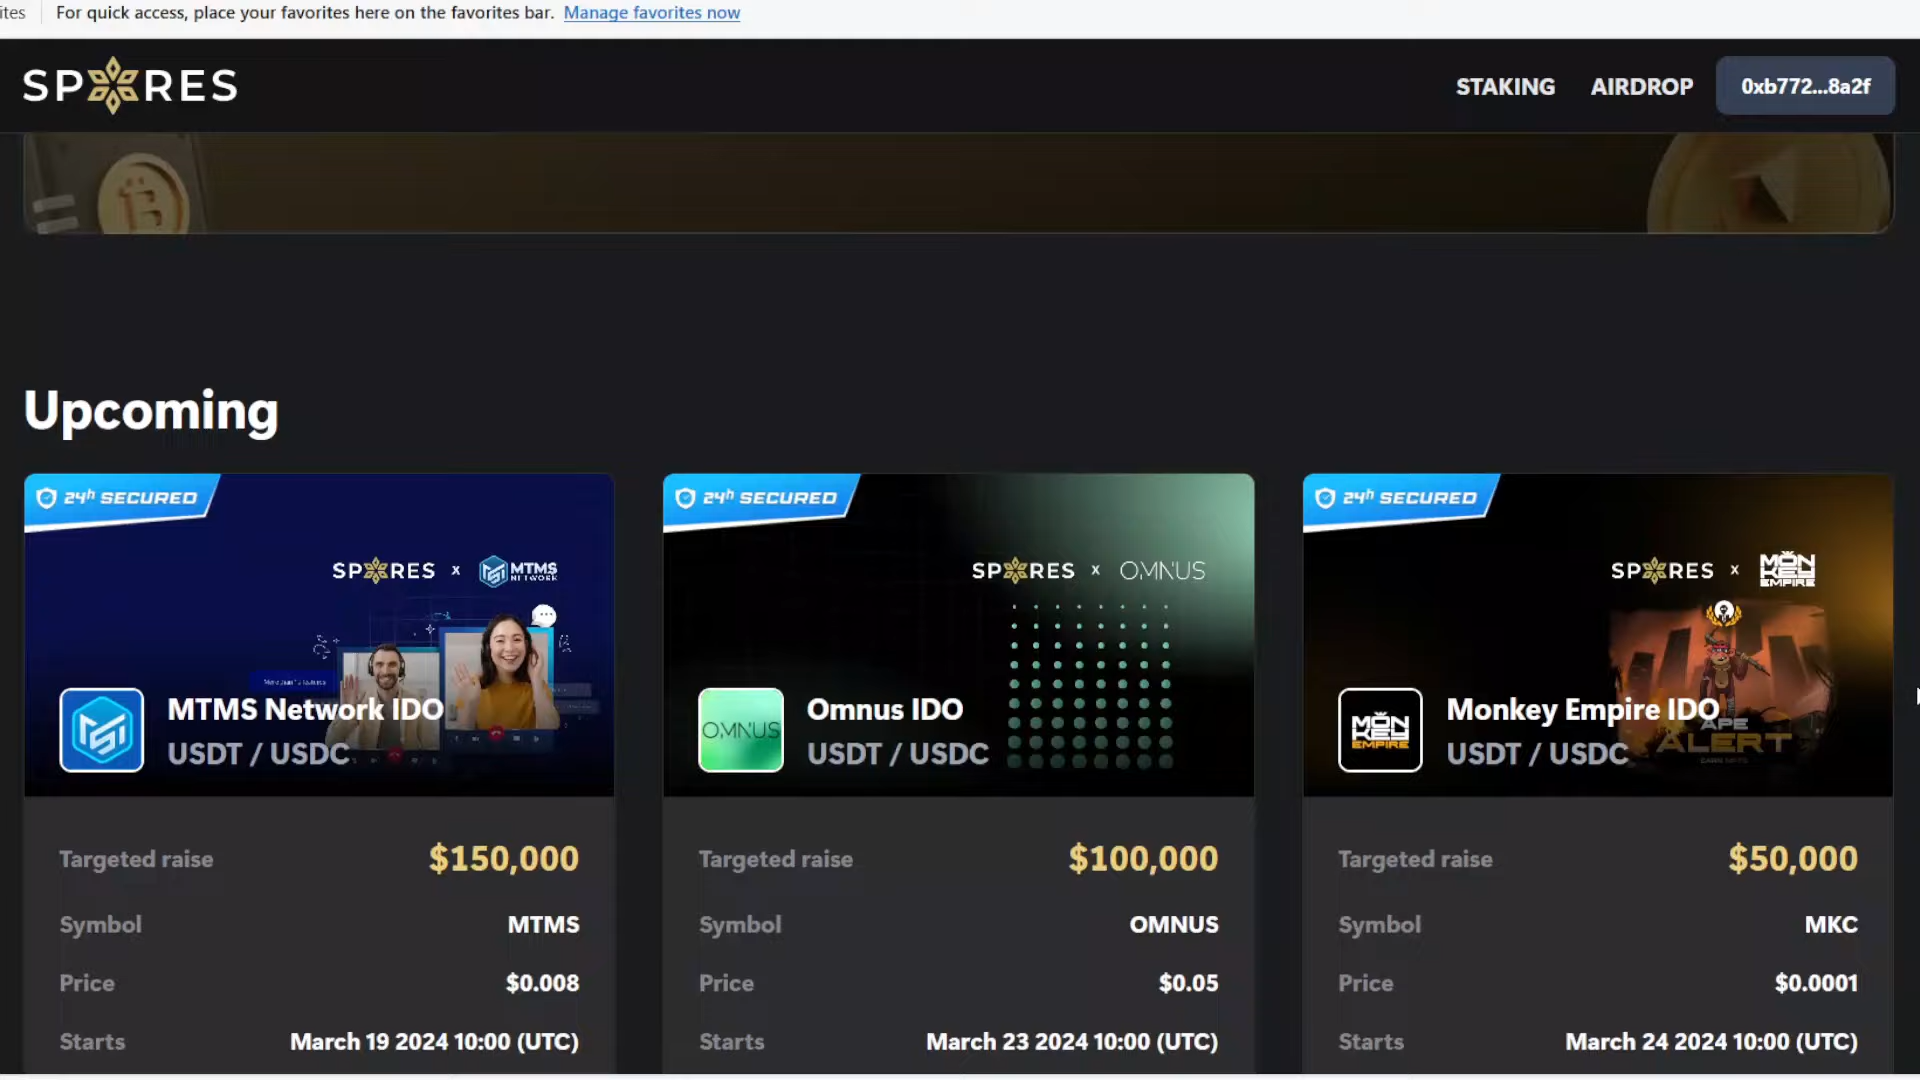 ites For quick access, place your favorites here on the favorites bar. Manage favorites now
SPORES STAKING AIRDROP 0xb772...8a2f
Upcoming
24h SECURED
SPORES x MTMS NETWORK
MTMS Network IDO
USDT / USDC
Targeted raise $150,000
Symbol MTMS
Price $0.008
Starts March 19 2024 10:00 (UTC)
24h SECURED
SPORES x OMNUS
OMNUS
Omnus IDO
USDT / USDC
Targeted raise $100,000
Symbol OMNUS
Price $0.05
Starts March 23 2024 10:00 (UTC)
24h SECURED
SPORES x MONKEY EMPIRE
APE
ALERT
MONKEY EMPIRE
Monkey Empire IDO
USDT / USDC
Targeted raise $50,000
Symbol MKC
Price $0.0001
Starts March 24 2024 10:00 (UTC)